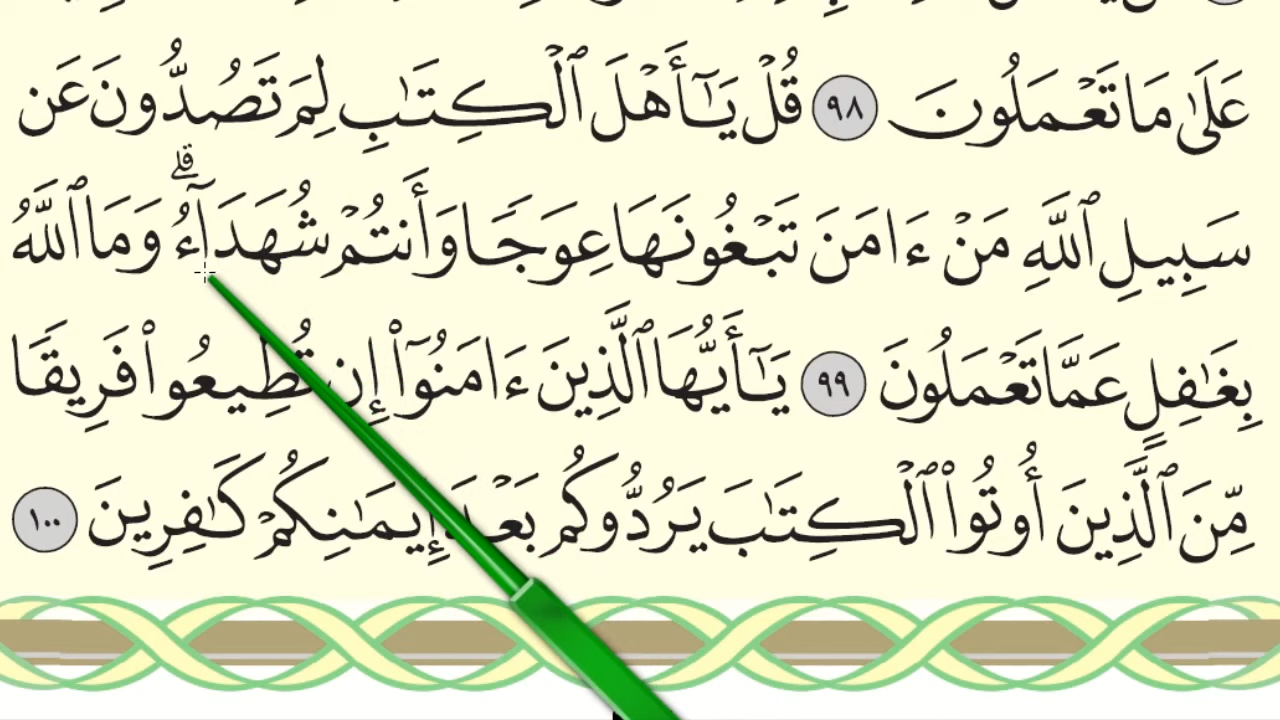 عَلَىٰ مَا تَعْمَلُونَ ٩٨ قُلْ يَـٰٓأَهْلَ ٱلْكِتَـٰبِ لِمَ تَصُدُّونَ عَن
سَبِيلِ ٱللَّهِ مَنْ ءَامَنَ تَبْغُونَهَا عِوَجًا وَأَنتُمْ شُهَدَآءُ ۗ وَمَا ٱللَّهُ
بِغَـٰفِلٍ عَمَّا تَعْمَلُونَ ٩٩ يَـٰٓأَيُّهَا ٱلَّذِينَ ءَامَنُوٓا۟ إِن تُطِيعُوا۟ فَرِيقًا
مِّنَ ٱلَّذِينَ أُوتُوا۟ ٱلْكِتَـٰبَ يَرُدُّوكُم بَعْدَ إِيمَـٰنِكُمْ كَـٰفِرِينَ ١٠٠